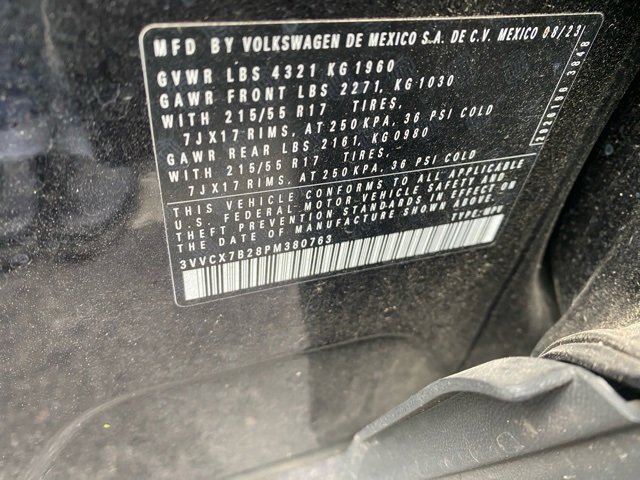 MFD BY VOLKSWAGEN DE MEXICO S.A. DE C.V. MEXICO 08/23
GVWR LBS 4321 KG 1960
GAWR FRONT LBS 2271, KG 1030
WITH 215/55 R17 TIRES,
7JX17 RIMS, AT 250 KPA, 36 PSI COLD
GAWR REAR LBS 2161, KG 0980
WITH 215/55 R17 TIRES,
7JX17 RIMS, AT 250 KPA, 36 PSI COLD
THIS VEHICLE CONFORMS TO ALL APPLICABLE
U.S. FEDERAL MOTOR VEHICLE SAFETY AND
THEFT PREVENTION STANDARDS IN EFFECT ON
THE DATE OF MANUFACTURE SHOWN ABOVE.
TYPE: MPV
3VVCX7B28PM380763
3848